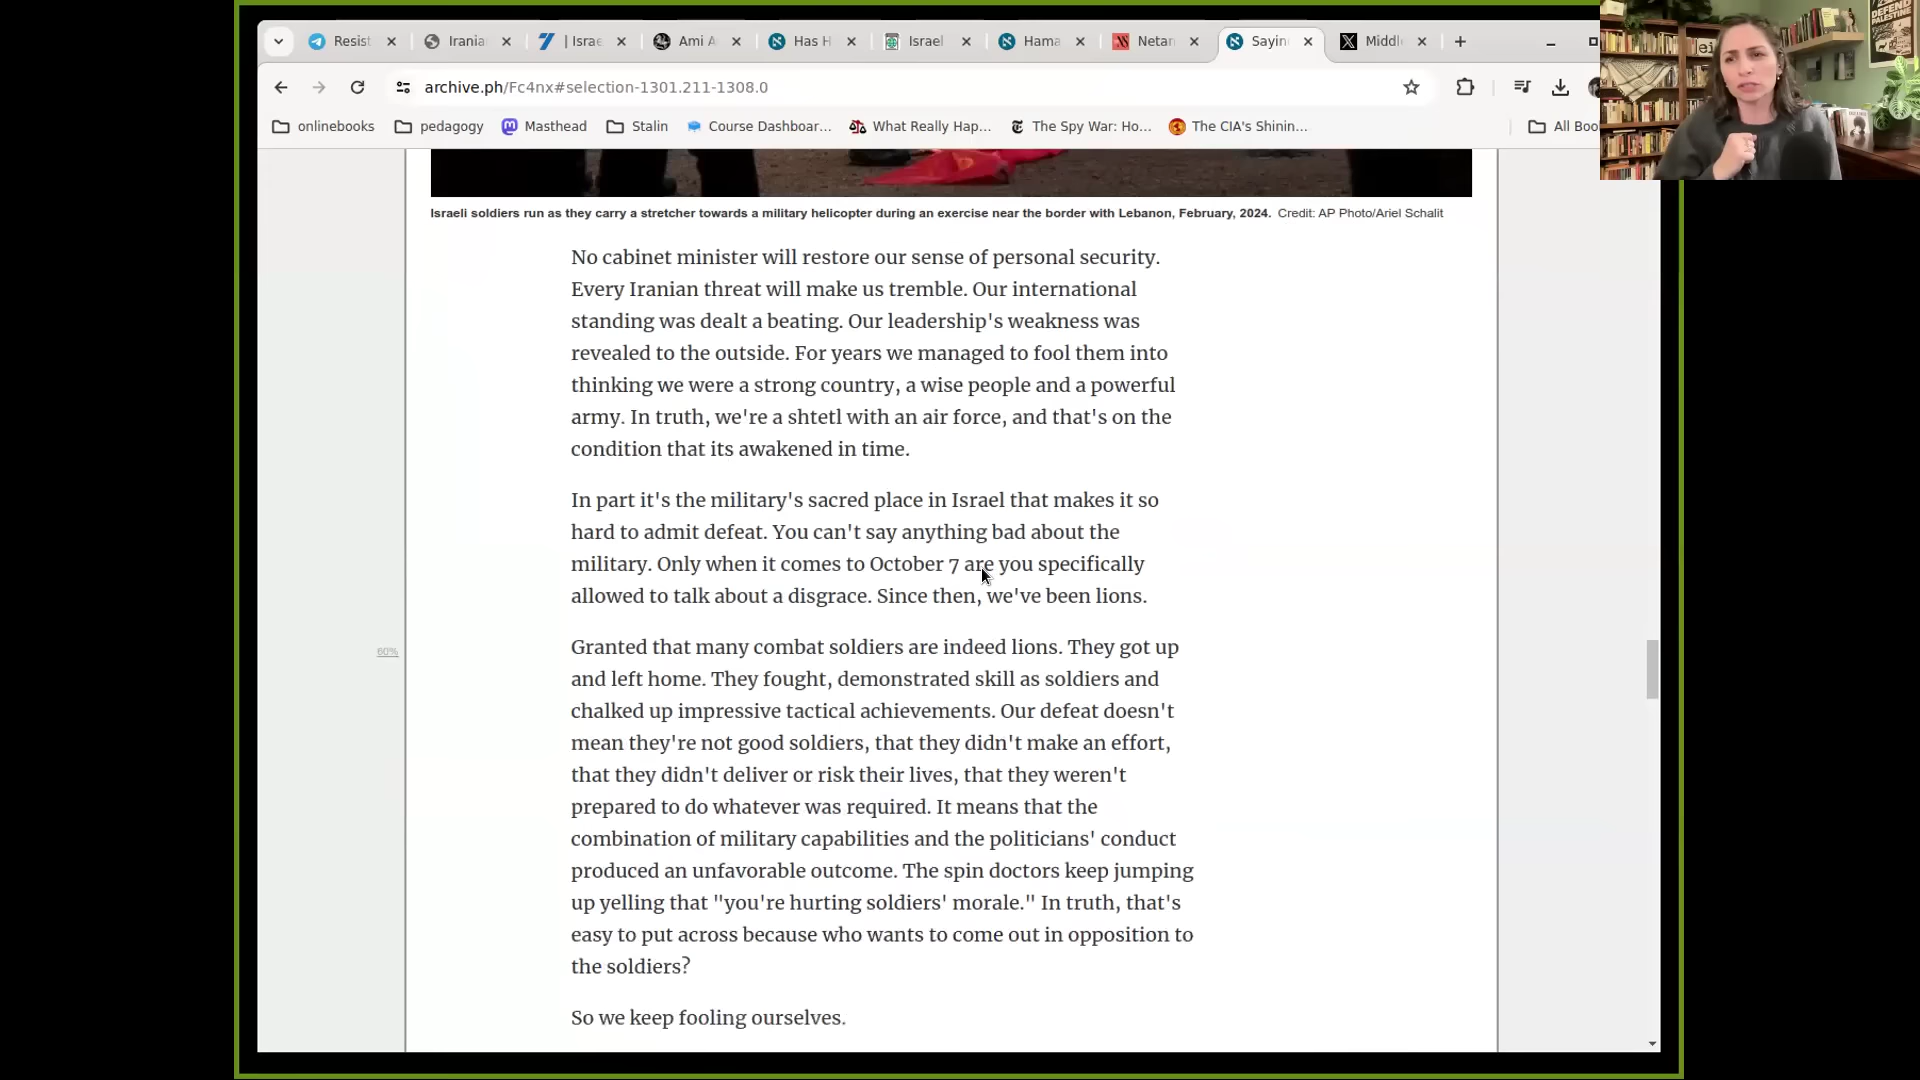 Resist
Irania
| Israe
Ami A
Has H
Israel
Hama
Netan
Sayin
Middl
archive.ph/Fc4nx#selection-1301.211-1308.0
onlinebooks
pedagogy
Masthead
Stalin
Course Dashboar...
What Really Hap...
The Spy War: Ho...
The CIA's Shinin...
All Boo
DEFEND
PALESTINE
Israeli soldiers run as they carry a stretcher towards a military helicopter during an exercise near the border with Lebanon, February, 2024. Credit: AP Photo/Ariel Schalit
No cabinet minister will restore our sense of personal security.
Every Iranian threat will make us tremble. Our international
standing was dealt a beating. Our leadership's weakness was
revealed to the outside. For years we managed to fool them into
thinking we were a strong country, a wise people and a powerful
army. In truth, we're a shtetl with an air force, and that's on the
condition that its awakened in time.
In part it's the military's sacred place in Israel that makes it so
hard to admit defeat. You can't say anything bad about the
military. Only when it comes to October 7 are you specifically
allowed to talk about a disgrace. Since then, we've been lions.
60%
Granted that many combat soldiers are indeed lions. They got up
and left home. They fought, demonstrated skill as soldiers and
chalked up impressive tactical achievements. Our defeat doesn't
mean they're not good soldiers, that they didn't make an effort,
that they didn't deliver or risk their lives, that they weren't
prepared to do whatever was required. It means that the
combination of military capabilities and the politicians' conduct
produced an unfavorable outcome. The spin doctors keep jumping
up yelling that "you're hurting soldiers' morale." In truth, that's
easy to put across because who wants to come out in opposition to
the soldiers?
So we keep fooling ourselves.